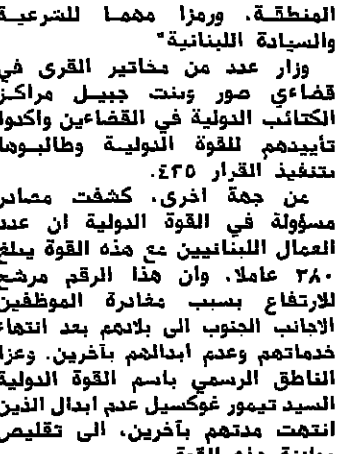 المنطقة، ورمزا مهما للشرعية
والسيادة اللبنانية"
وزار عدد من مخاتير القرى في
قضاءي صور وبنت جبيل مراكز
الكتائب الدولية في القضاءين واكدوا
تأييدهم للقوة الدولية وطالبوها
بتنفيذ القرار ٤٢٥.
من جهة اخرى، كشفت مصادر
مسؤولة في القوة الدولية ان عدد
العمال اللبنانيين مع هذه القوة يبلغ
٣٨٠ عاملا، وان هذا الرقم مرشح
للارتفاع بسبب مغادرة الموظفين
الاجانب الجنوب الى بلادهم بعد انتهاء
خدماتهم وعدم ابدالهم بآخرين. وعزا
الناطق الرسمي باسم القوة الدولية
السيد تيمور غوكسيل عدم ابدال الذين
انتهت مدتهم بآخرين، الى تقليص